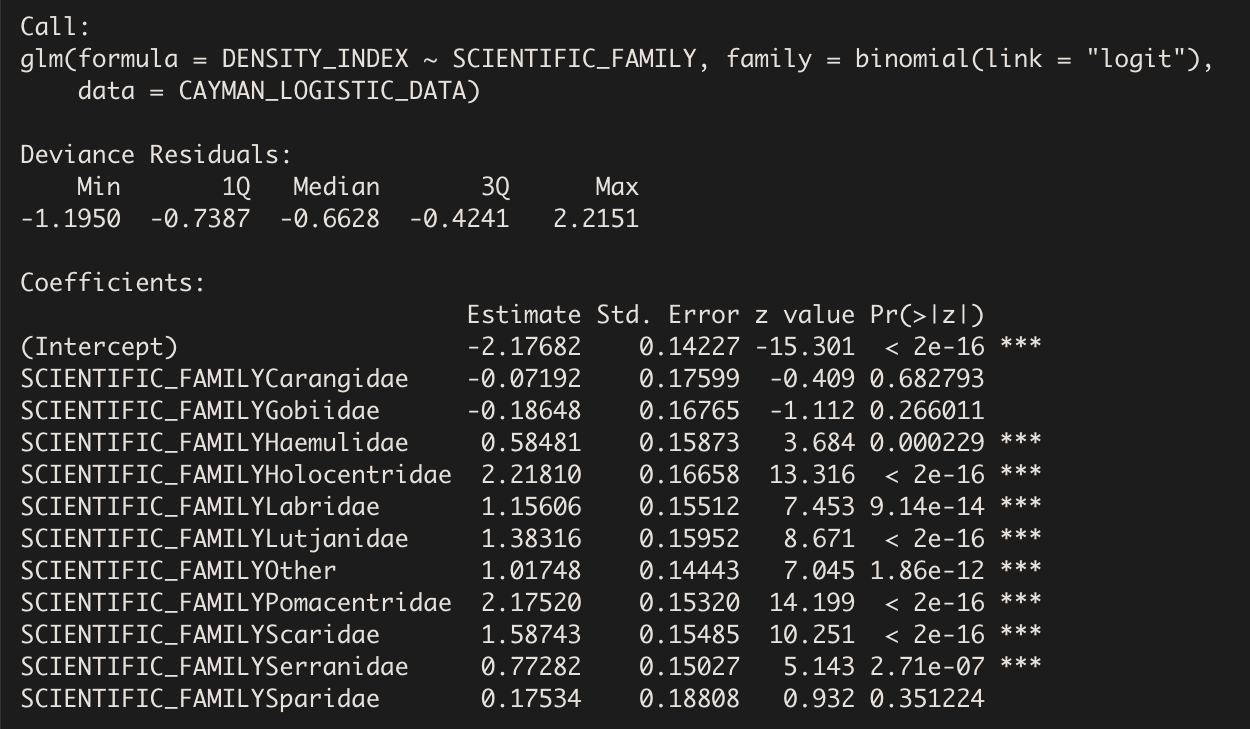 Call:
glm(formula = DENSITY_INDEX ~ SCIENTIFIC_FAMILY, family = binomial(link = "logit"),
    data = CAYMAN_LOGISTIC_DATA)

Deviance Residuals:
    Min       1Q   Median       3Q      Max
-1.1950  -0.7387  -0.6628  -0.4241   2.2151

Coefficients:
                               Estimate Std. Error z value Pr(>|z|)
(Intercept)                    -2.17682    0.14227 -15.301  < 2e-16 ***
SCIENTIFIC_FAMILYCarangidae    -0.07192    0.17599  -0.409 0.682793
SCIENTIFIC_FAMILYGobiidae      -0.18648    0.16765  -1.112 0.266011
SCIENTIFIC_FAMILYHaemulidae     0.58481    0.15873   3.684 0.000229 ***
SCIENTIFIC_FAMILYHolocentridae  2.21810    0.16658  13.316  < 2e-16 ***
SCIENTIFIC_FAMILYLabridae       1.15606    0.15512   7.453 9.14e-14 ***
SCIENTIFIC_FAMILYLutjanidae     1.38316    0.15952   8.671  < 2e-16 ***
SCIENTIFIC_FAMILYOther          1.01748    0.14443   7.045 1.86e-12 ***
SCIENTIFIC_FAMILYPomacentridae  2.17520    0.15320  14.199  < 2e-16 ***
SCIENTIFIC_FAMILYScaridae       1.58743    0.15485  10.251  < 2e-16 ***
SCIENTIFIC_FAMILYSerranidae     0.77282    0.15027   5.143 2.71e-07 ***
SCIENTIFIC_FAMILYSparidae       0.17534    0.18808   0.932 0.351224